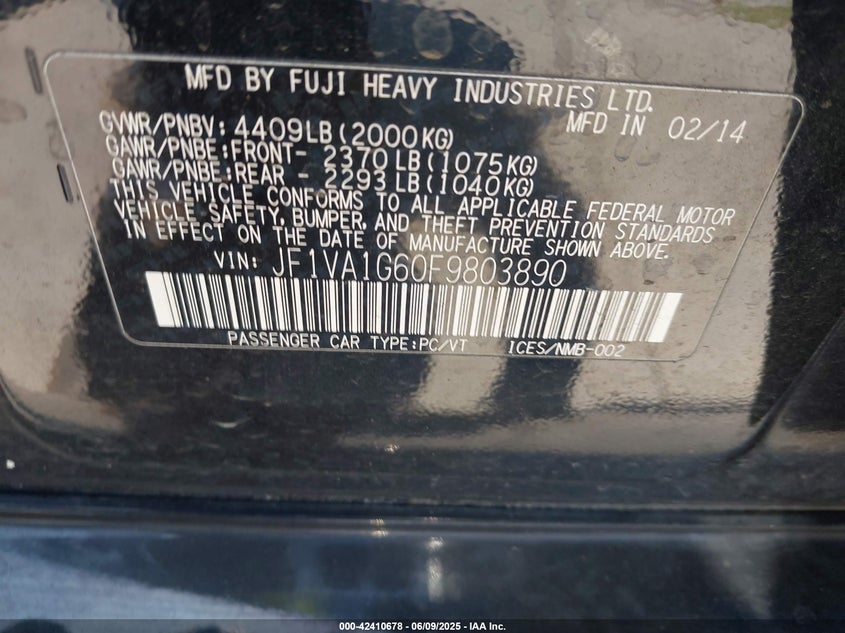 MFD BY FUJI HEAVY INDUSTRIES LTD.
MFD IN 02/14
GVWR/PNBV: 4409LB(2000KG)
GAWR/PNBE:FRONT- 2370LB(1075KG)
GAWR/PNBE:REAR - 2293LB(1040KG)
THIS VEHICLE CONFORMS TO ALL APPLICABLE FEDERAL MOTOR
VEHICLE SAFETY, BUMPER, AND THEFT PREVENTION STANDARDS
IN EFFECT ON THE DATE OF MANUFACTURE SHOWN ABOVE.
VIN: JF1VA1G60F9803890
PASSENGER CAR TYPE:PC/VT ICES/NMB-002
000-42410678 - 06/09/2025 - IAA Inc.